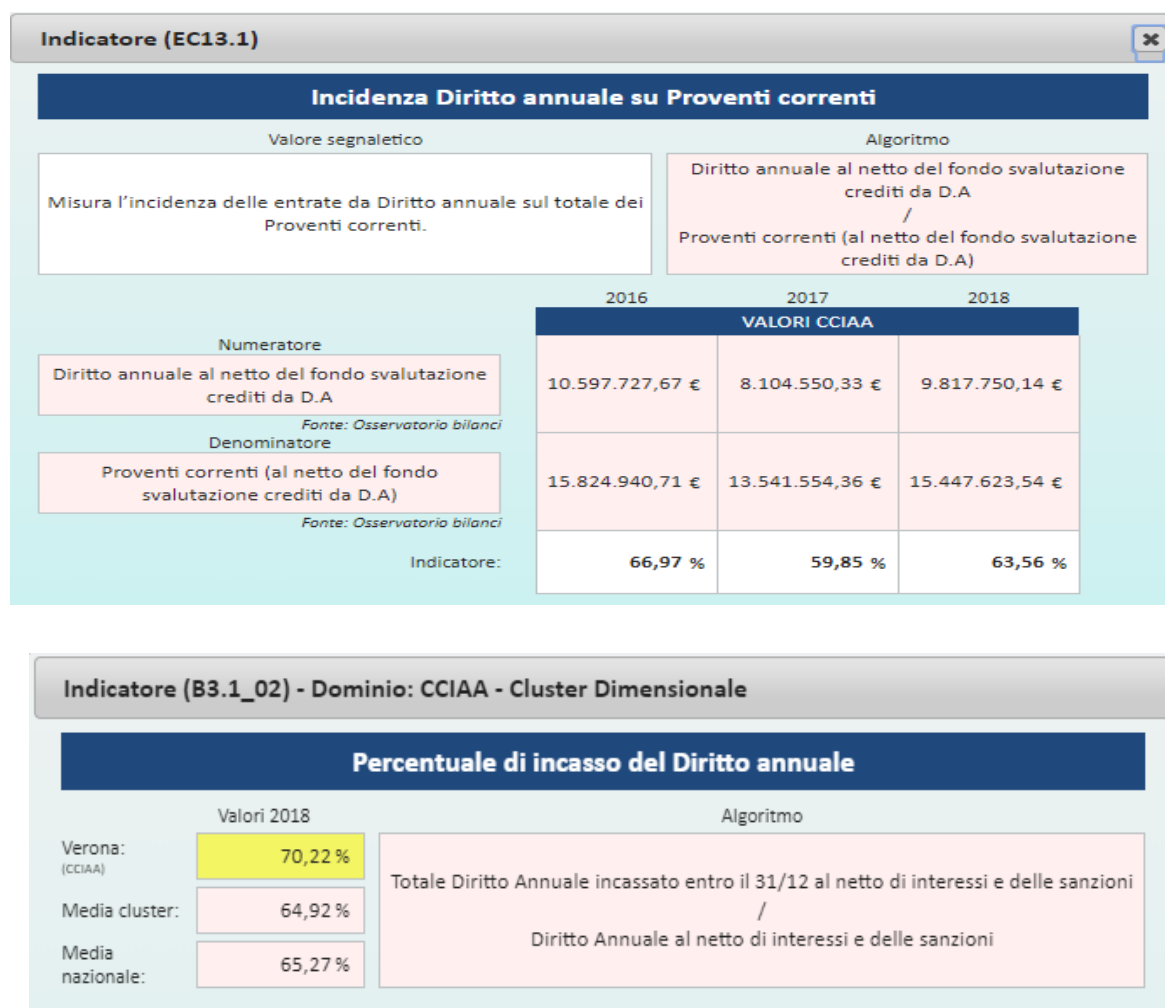 Indicatore (EC13.1)
Incidenza Diritto annuale su Proventi correnti
Valore segnaletico
Algoritmo
Misura l'incidenza delle entrate da Diritto annuale sul totale dei
Proventi correnti.
Diritto annuale al netto del fondo svalutazione
crediti da D.A
/
Proventi correnti (al netto del fondo svalutazione
crediti da D.A)
2016 2017 2018
VALORI CCIAA
Numeratore
Diritto annuale al netto del fondo svalutazione
crediti da D.A
10.597.727,67 € 8.104.550,33 € 9.817.750,14 €
Fonte: Osservatorio bilanci
Denominatore
Proventi correnti (al netto del fondo
svalutazione crediti da D.A)
15.824.940,71 € 13.541.554,36 € 15.447.623,54 €
Fonte: Osservatorio bilanci
Indicatore: 66,97 % 59,85 % 63,56 %
Indicatore (B3.1_02) - Dominio: CCIAA - Cluster Dimensionale
Percentuale di incasso del Diritto annuale
Valori 2018
Algoritmo
Verona:
(CCIAA)
70,22 %
Media cluster: 64,92 %
Media
nazionale:
65,27 %
Totale Diritto Annuale incassato entro il 31/12 al netto di interessi e delle sanzioni
/
Diritto Annuale al netto di interessi e delle sanzioni